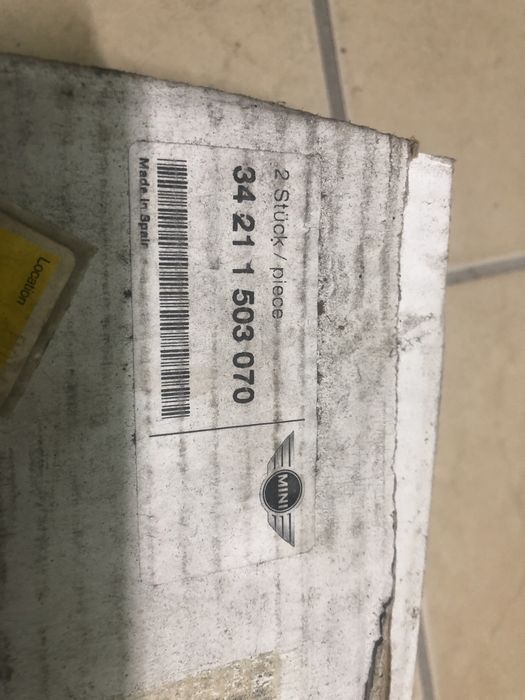 2 Stück / piece
34 21 1 503 070
Made in Spain
MINI
Location